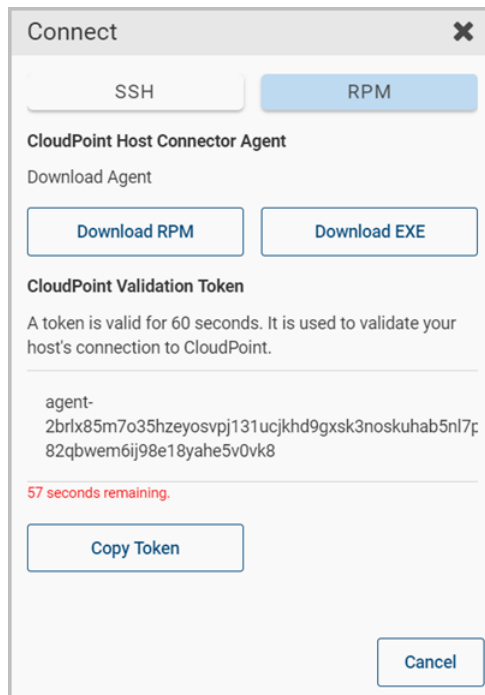 Connect
SSH
RPM
CloudPoint Host Connector Agent
Download Agent
Download RPM
Download EXE
CloudPoint Validation Token
A token is valid for 60 seconds. It is used to validate your
host's connection to CloudPoint.
agent-
2brlx85m7o35hzeyosvpj131ucjkhd9gxsk3noskuhab5nl7p
82qbwem6ij98e18yahe5v0vk8
57 seconds remaining.
Copy Token
Cancel